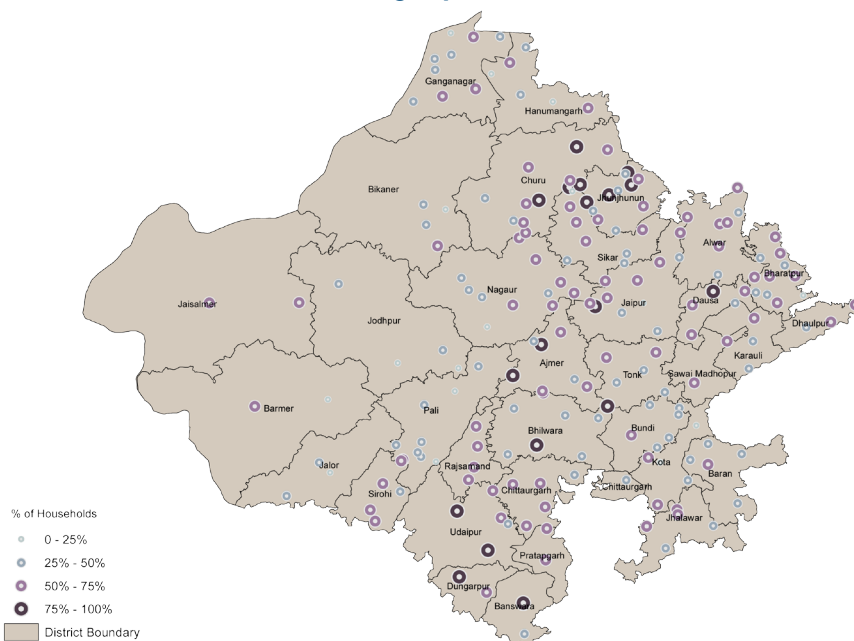 Ganganagar
Hanumangarh
Churu
Bikaner
Jhunjhunun
Alwar
Sikar
Bharatpur
Nagaur
Jaisalmer
Jaipur
Dausa
Jodhpur
Dhaulpur
Karauli
Ajmer
Tonk
Sawai Madhopur
Barmer
Pali
Bundi
Bhilwara
Jalor
Kota
Rajsamand
Baran
Sirohi
Chittaurgarh
Chittaurgarh
Jhalawar
Udaipur
Pratapgarh
Dungarpur
Banswara
% of Households
0 - 25%
25% - 50%
50% - 75%
75% - 100%
District Boundary